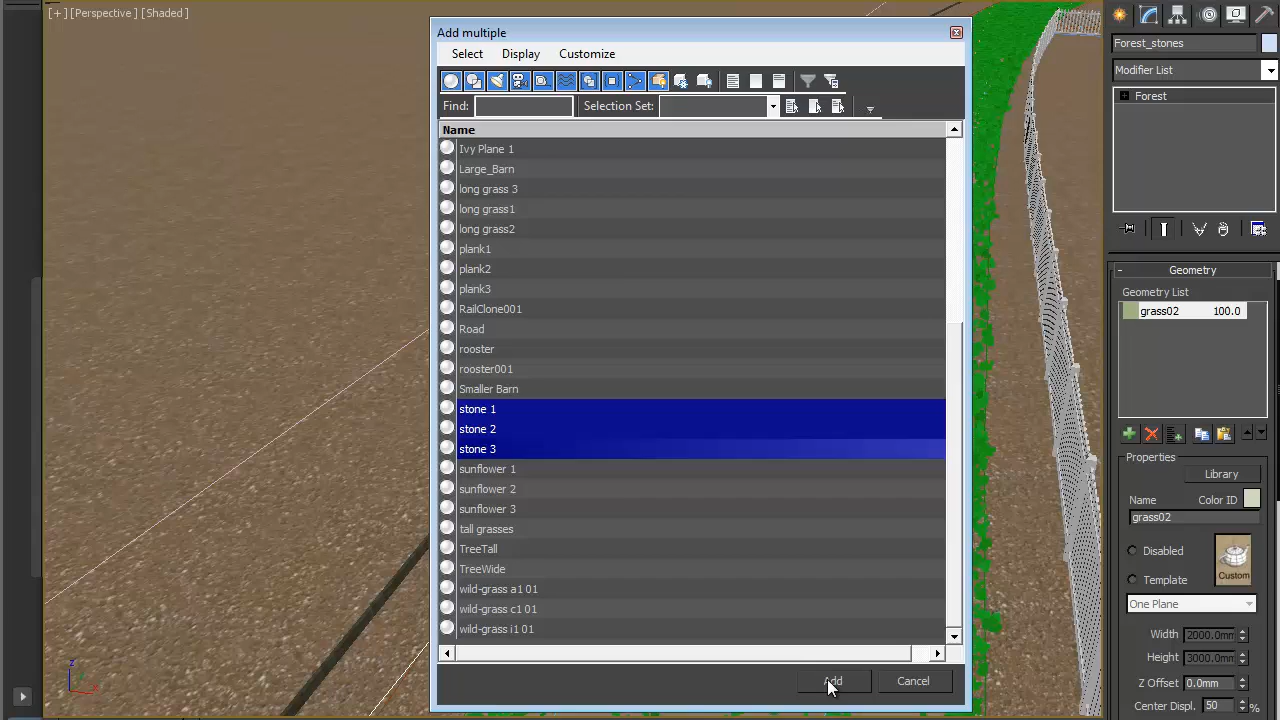 [+] [Perspective ] [Shaded ]
Add multiple
Select Display Customize
Find: Selection Set:
Name
Ivy Plane 1
Large_Barn
long grass 3
long grass1
long grass2
plank1
plank2
plank3
RailClone001
Road
rooster
rooster001
Smaller Barn
stone 1
stone 2
stone 3
sunflower 1
sunflower 2
sunflower 3
tall grasses
TreeTall
TreeWide
wild-grass a1 01
wild-grass c1 01
wild-grass i1 01
Add Cancel
Forest_stones
Modifier List
Forest
- Geometry
Geometry List
grass02 100.0
Properties
Library
Name Color ID
grass02
Disabled
Template
Custom
One Plane
Width 2000.0mm
Height 3000.0mm
Z Offset 0.0mm
Center Displ. 50 %
z
x